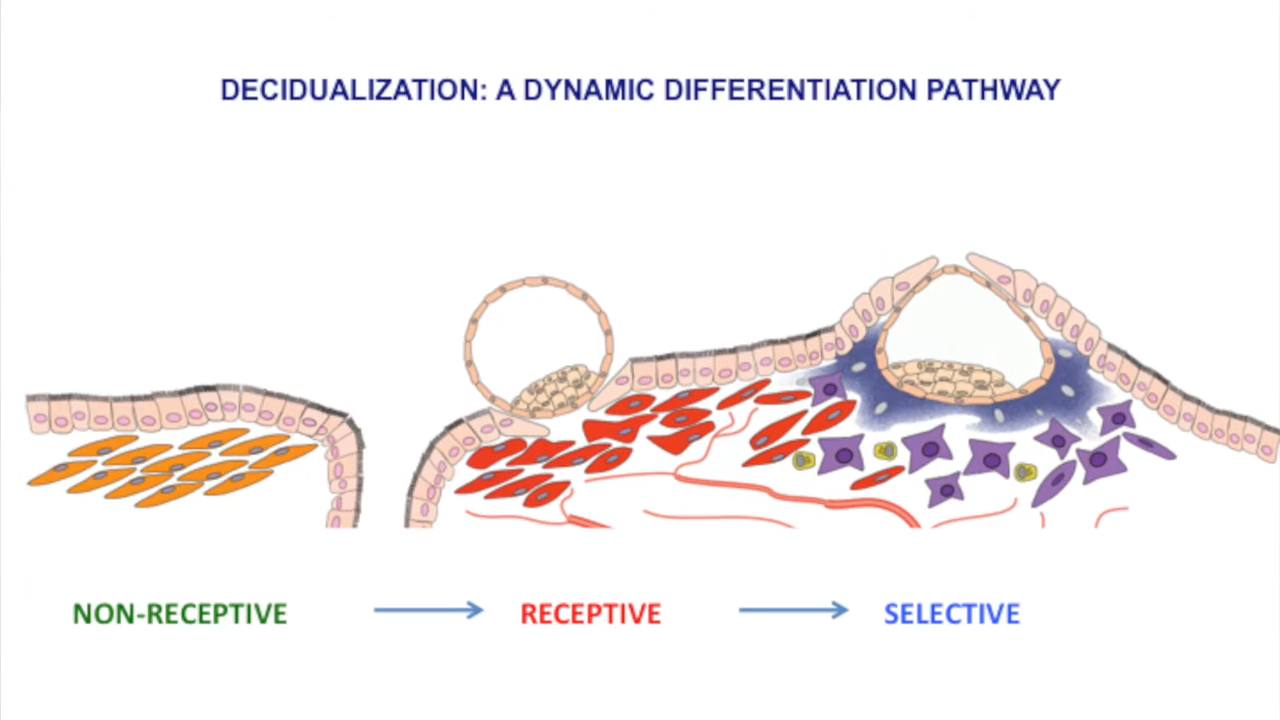 DECIDUALIZATION: A DYNAMIC DIFFERENTIATION PATHWAY
NON-RECEPTIVE
RECEPTIVE
SELECTIVE